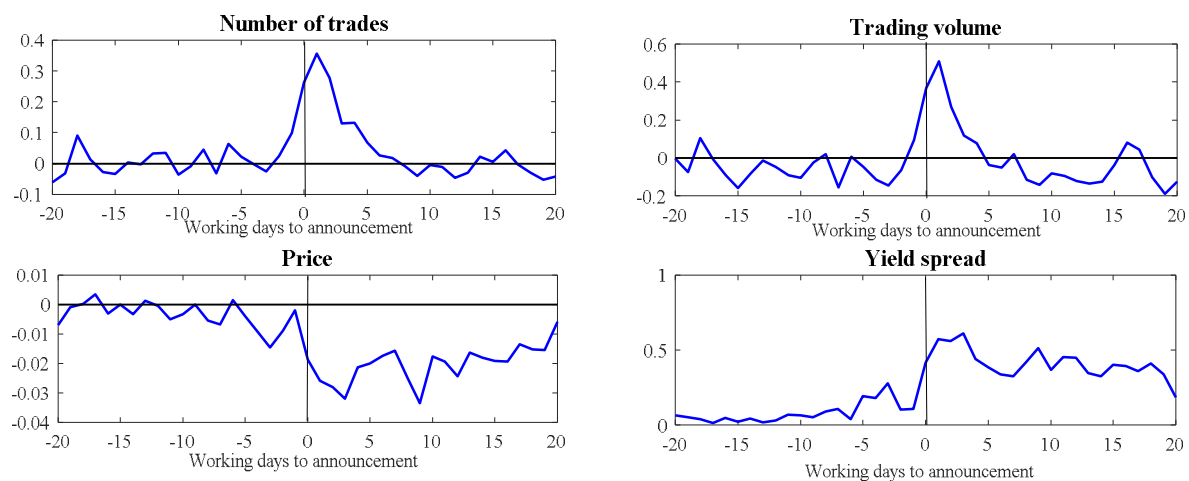 Number of trades
0.4
0.3
0.2
0.1
0
-0.1
-20 -15 -10 -5 0 5 10 15 20
Working days to announcement
Trading volume
0.6
0.4
0.2
0
-0.2
-20 -15 -10 -5 0 5 10 15 20
Working days to announcement
Price
0.01
0
-0.01
-0.02
-0.03
-0.04
-20 -15 -10 -5 0 5 10 15 20
Working days to announcement
Yield spread
1
0.5
0
-20 -15 -10 -5 0 5 10 15 20
Working days to announcement